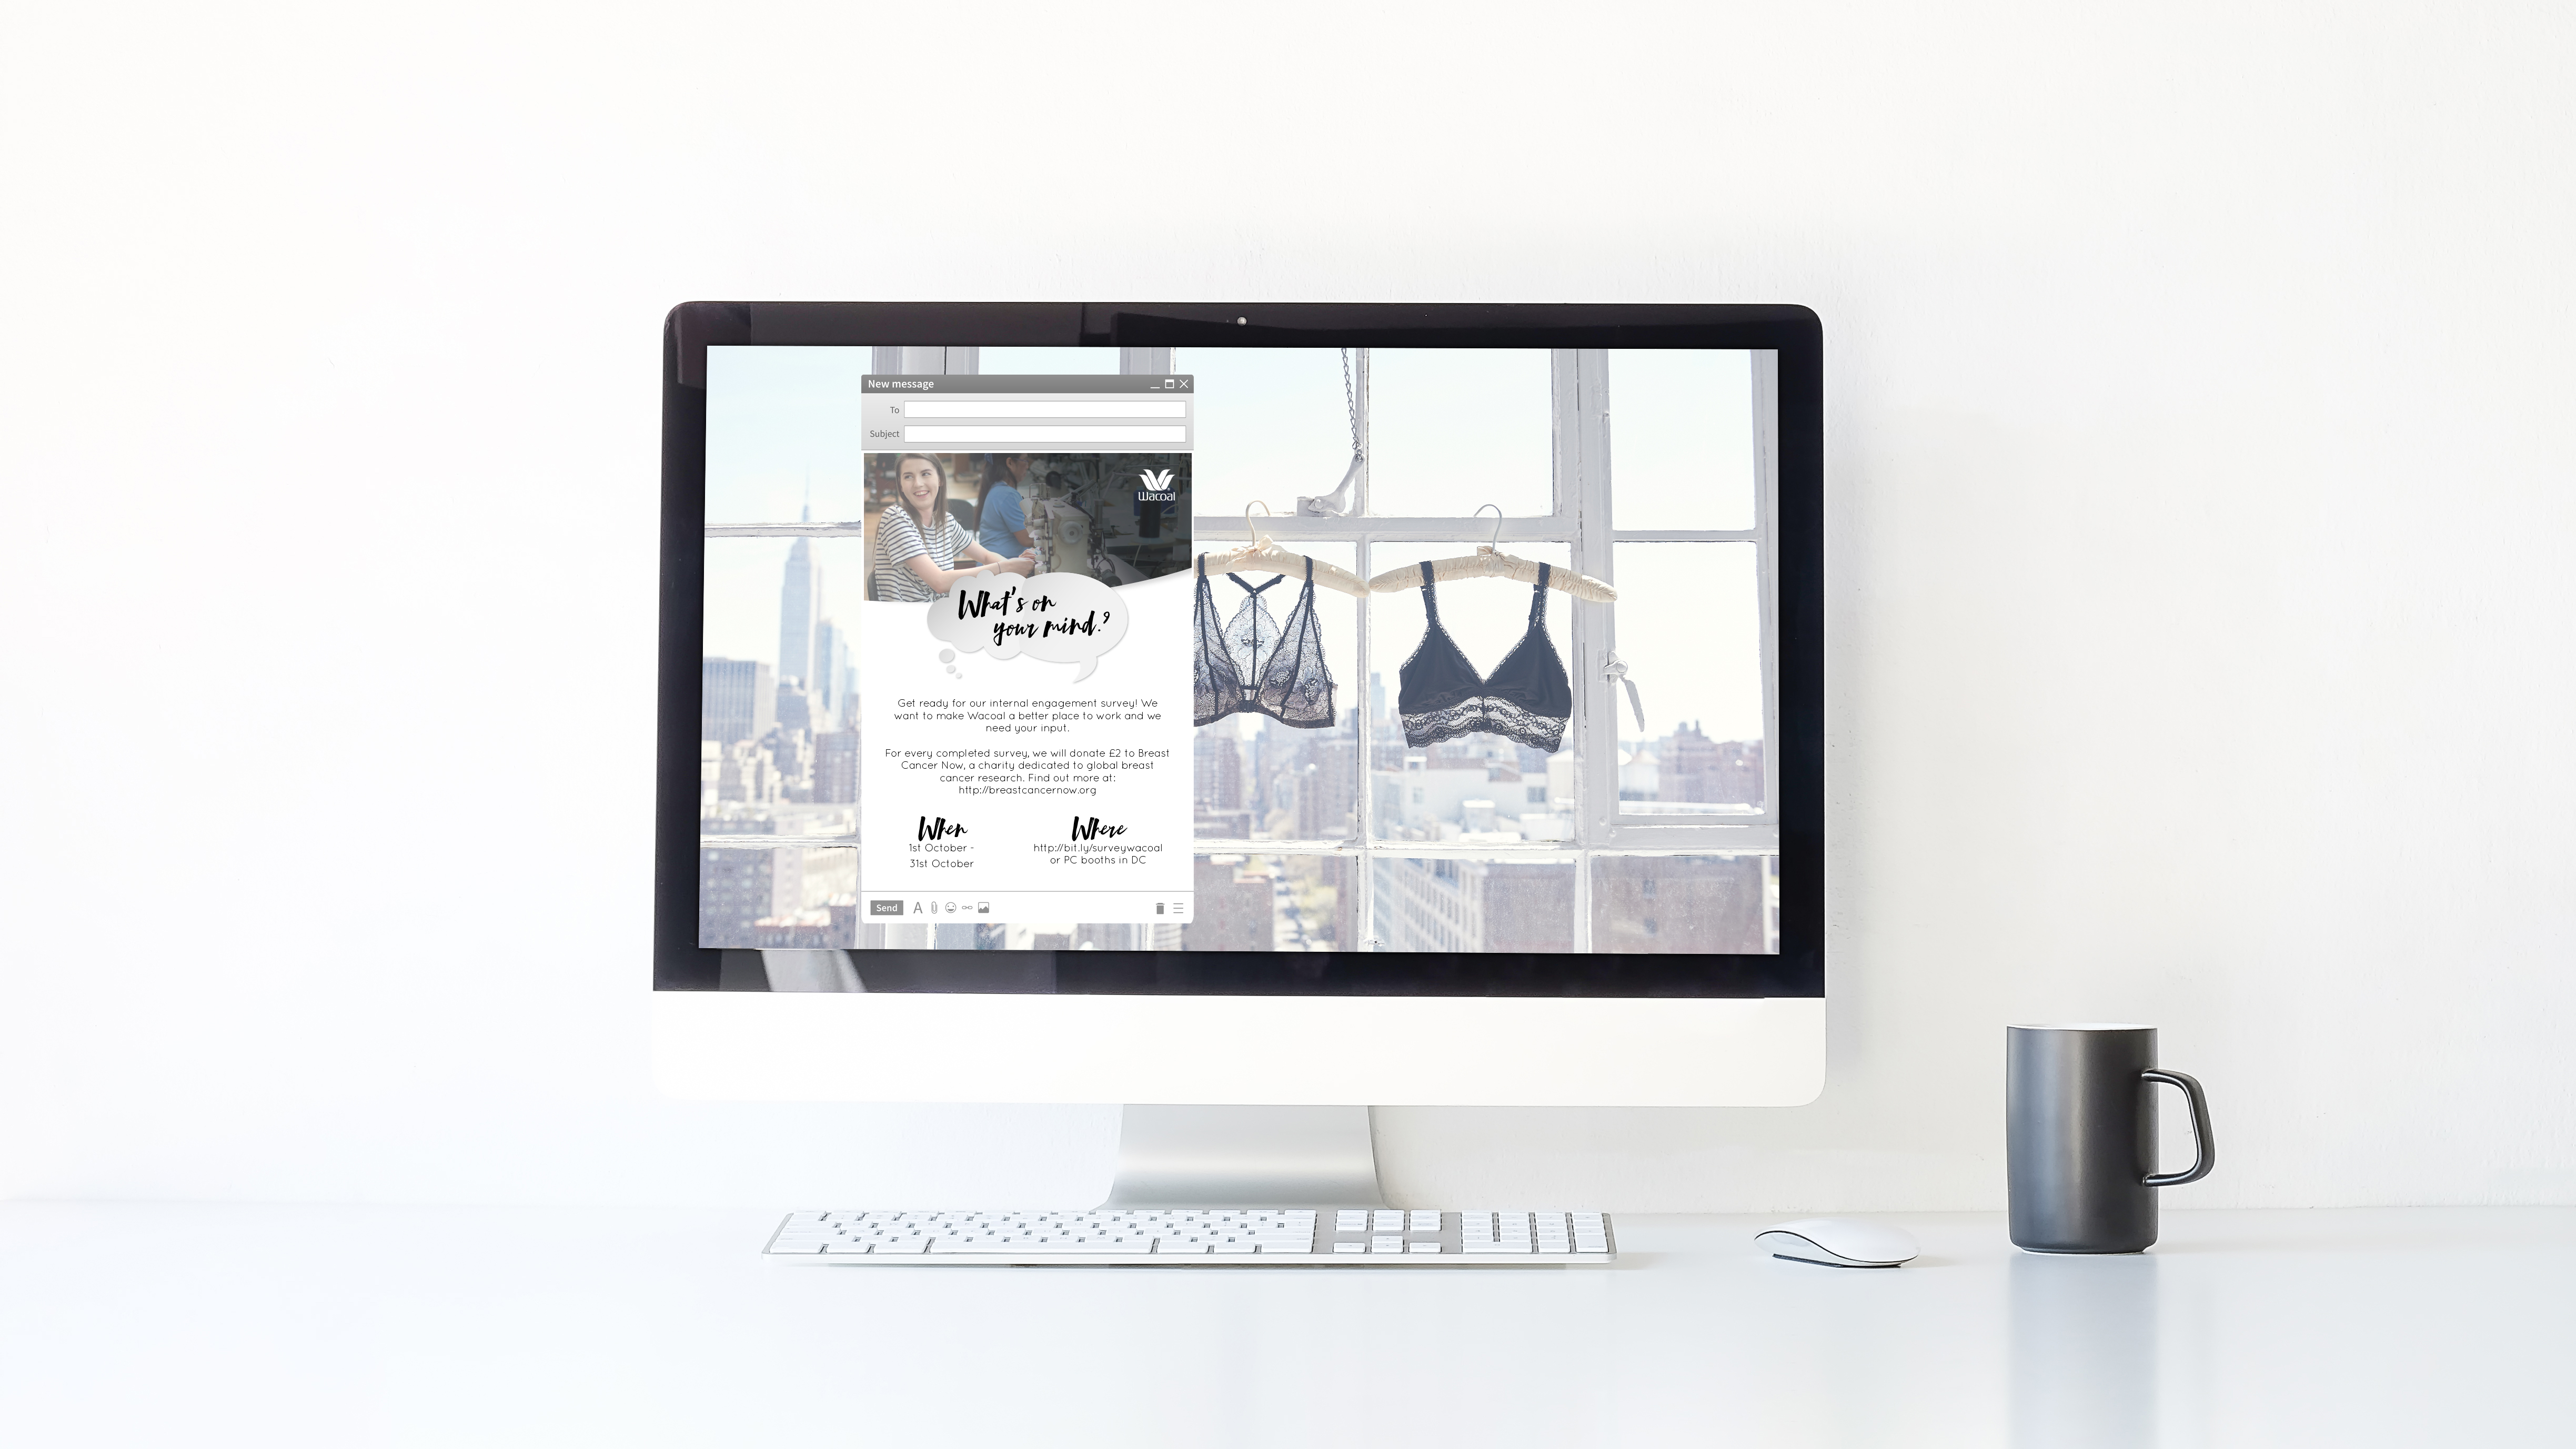 New message
To
Subject
Wacoal
What's on
your mind?
Get ready for our internal engagement survey! We
want to make Wacoal a better place to work and we
need your input.
For every completed survey, we will donate £2 to Breast
Cancer Now, a charity dedicated to global breast
cancer research. Find out more at:
http://breastcancernow.org
When
1st October -
31st October
Where
http://bit.ly/surveywacoal
or PC booths in DC
Send
A